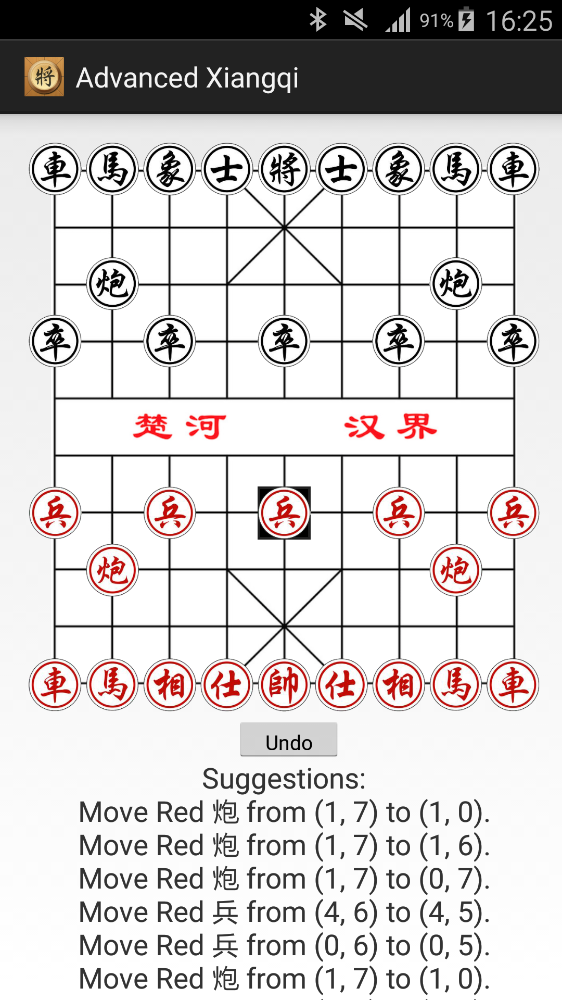 91% 16:25
將 Advanced Xiangqi
車 馬 象 士 將 士 象 馬 車
炮 炮
卒 卒 卒 卒 卒
楚河 汉界
兵 兵 兵 兵 兵
炮 炮
車 馬 相 仕 帥 仕 相 馬 車
Undo
Suggestions:
Move Red 炮 from (1, 7) to (1, 0).
Move Red 炮 from (1, 7) to (1, 6).
Move Red 炮 from (1, 7) to (0, 7).
Move Red 兵 from (4, 6) to (4, 5).
Move Red 兵 from (0, 6) to (0, 5).
Move Red 炮 from (1, 7) to (1, 0).